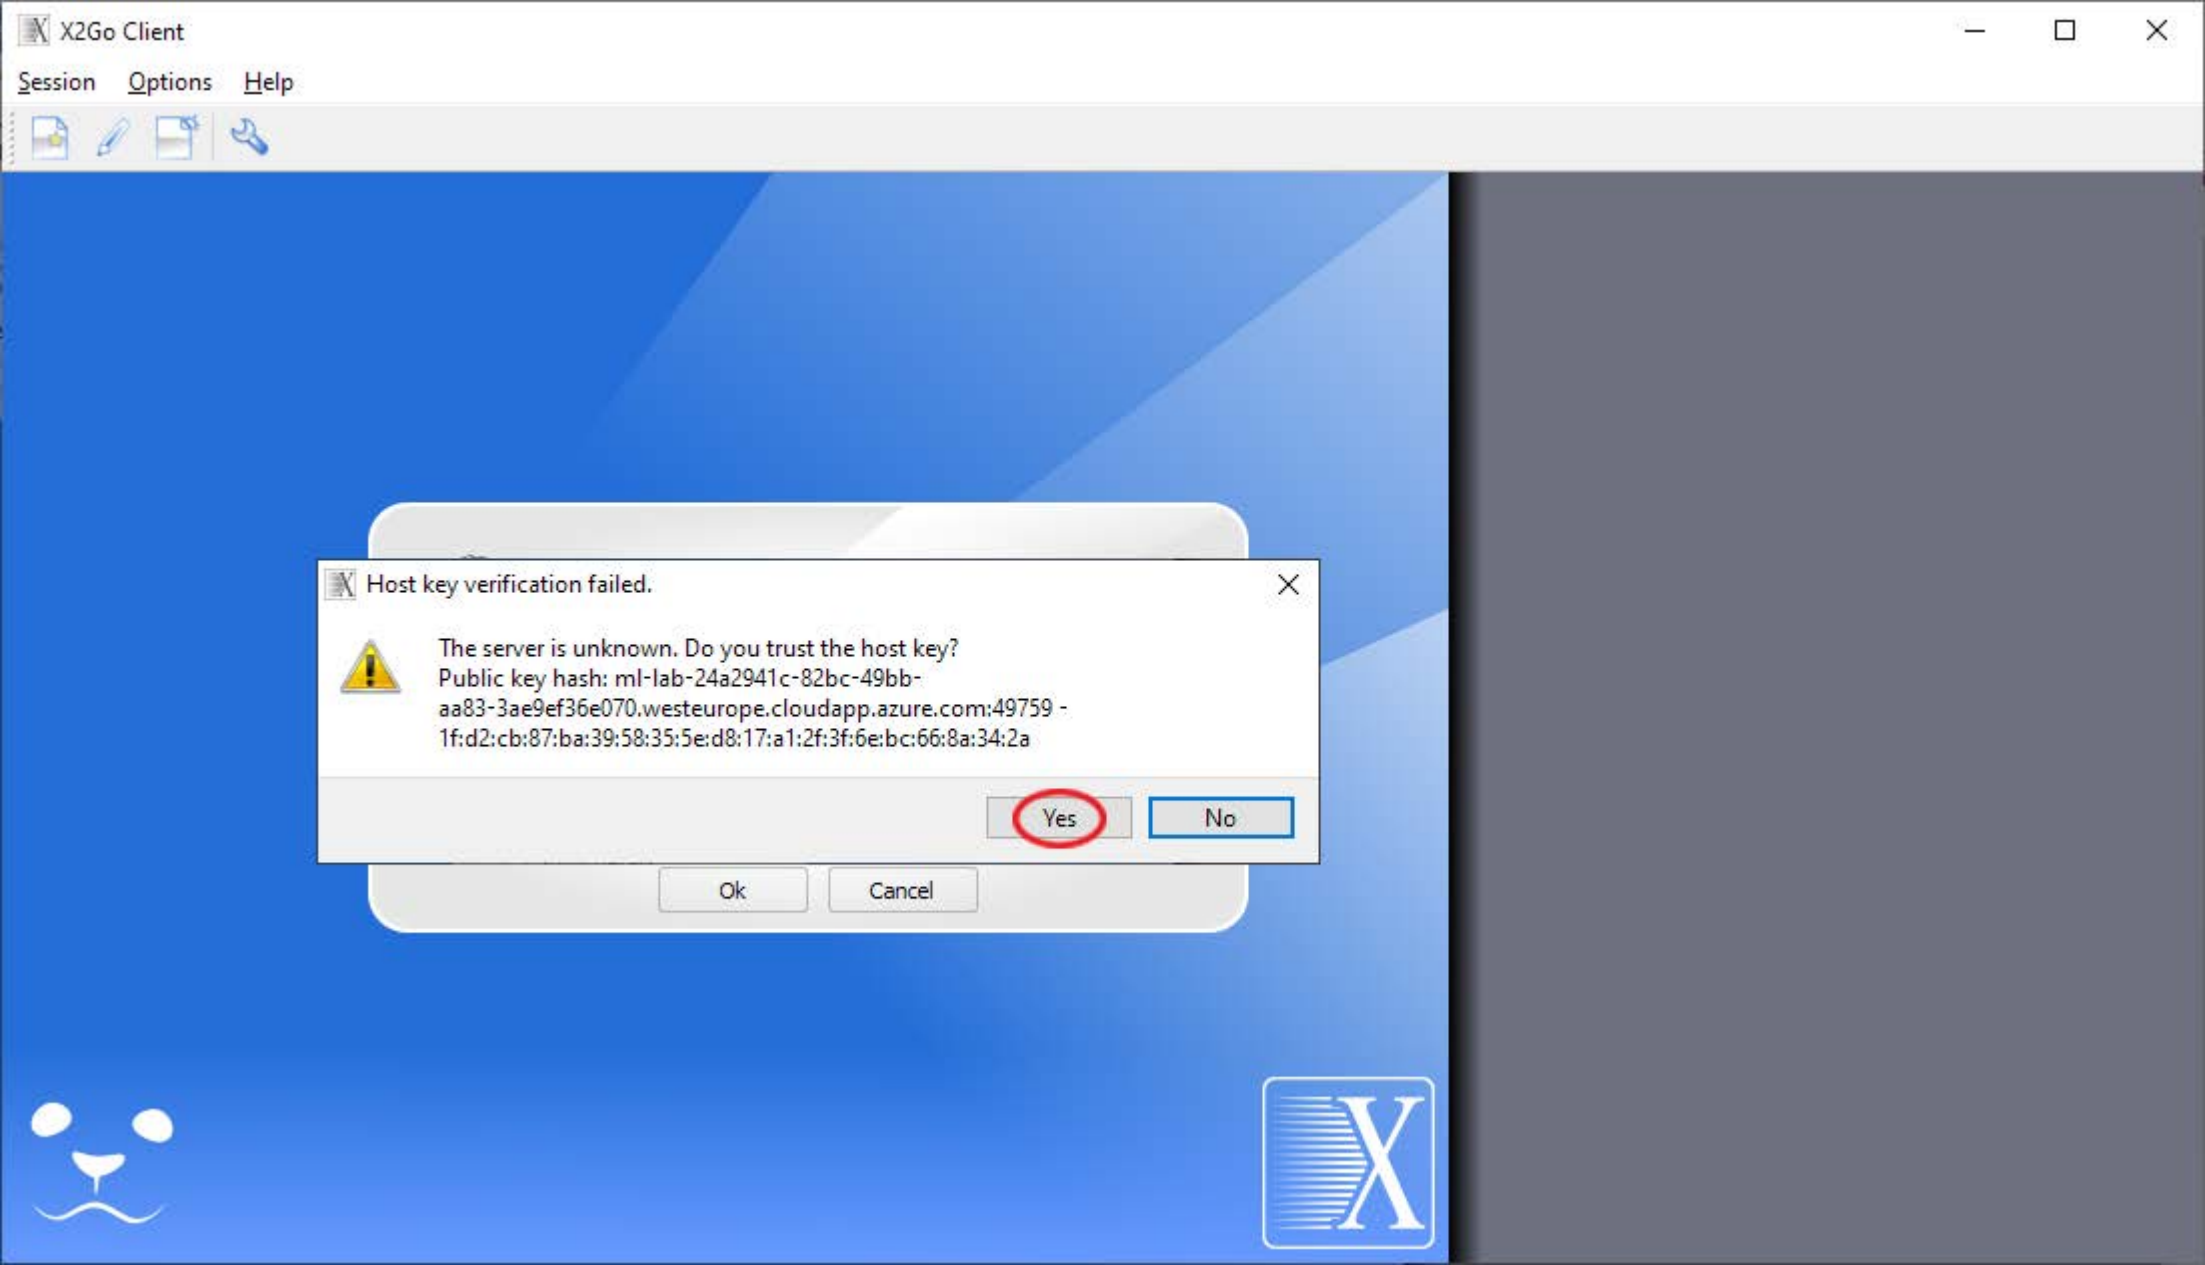 X2Go Client
Session Options Help
Host key verification failed.
The server is unknown. Do you trust the host key?
Public key hash: ml-lab-24a2941c-82bc-49bb-
aa83-3ae9ef36e070.westeurope.cloudapp.azure.com:49759 -
1f:d2:cb:87:ba:39:58:35:5e:d8:17:a1:2f:3f:6e:bc:66:8a:34:2a
Yes No
Ok Cancel
X